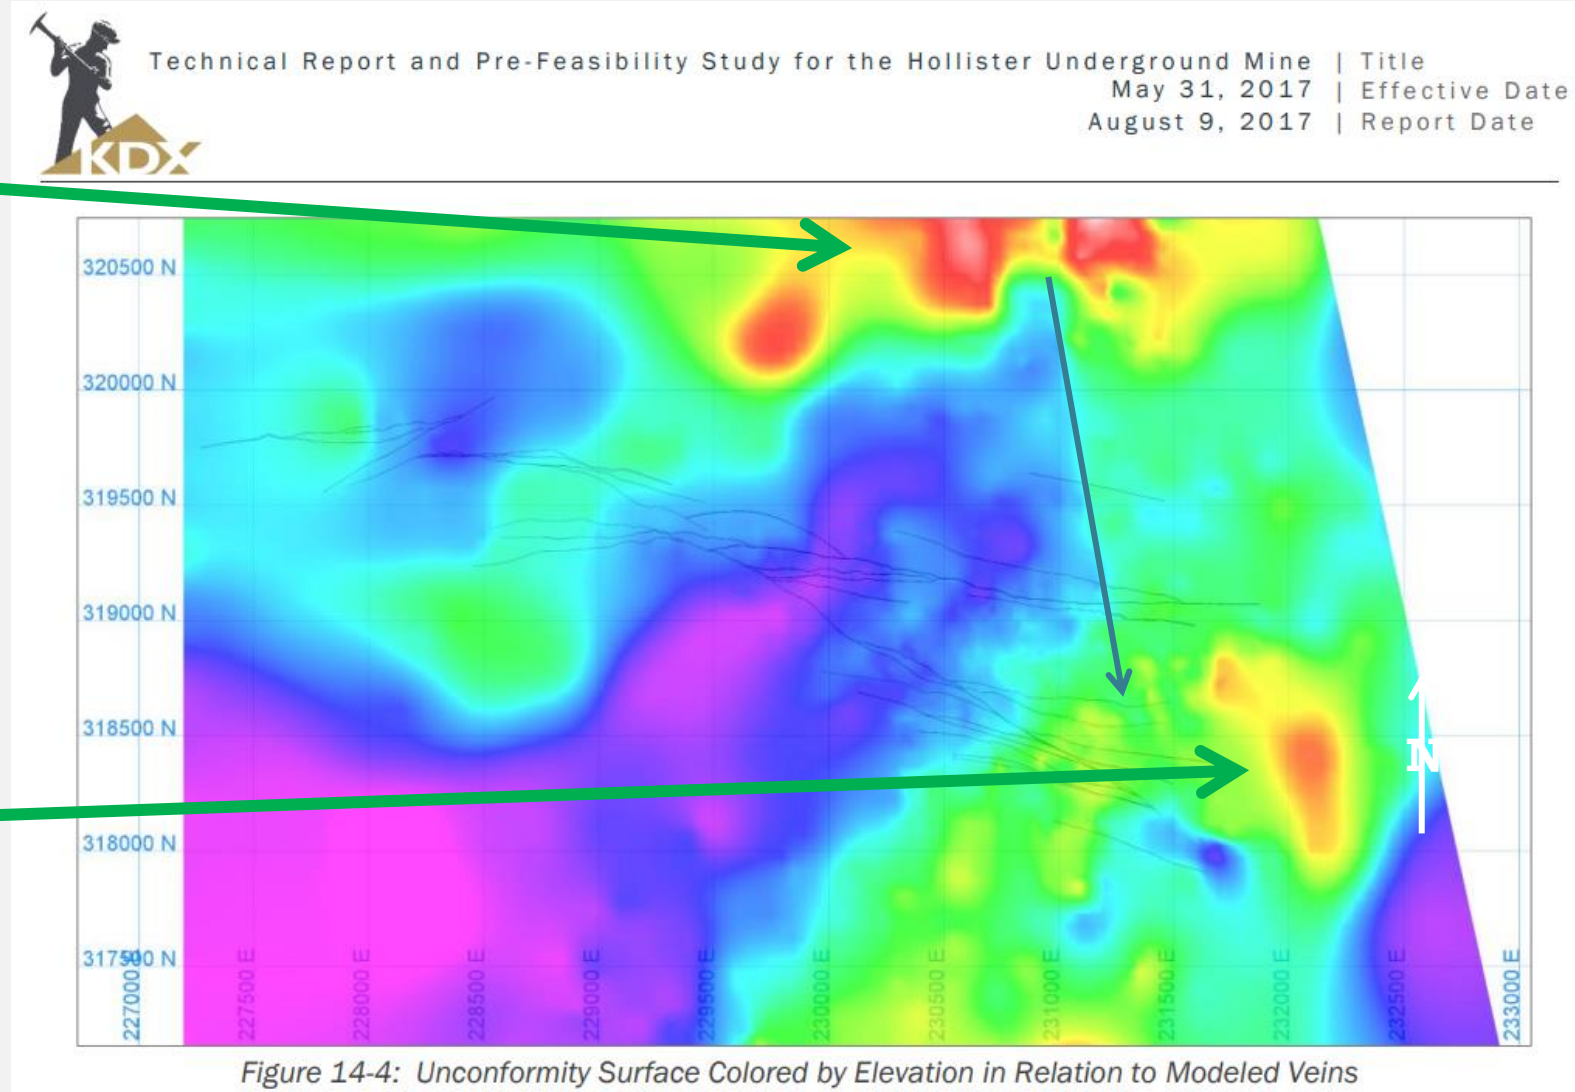 Technical Report and Pre-Feasibility Study for the Hollister Underground Mine | Title
May 31, 2017 | Effective Date
August 9, 2017 | Report Date
KDX
320500 N
320000 N
319500 N
319000 N
318500 N
N
318000 N
317500 N
227000 E
227500 E
228000 E
228500 E
229000 E
229500 E
230000 E
230500 E
231000 E
231500 E
232000 E
232500 E
233000 E
Figure 14-4: Unconformity Surface Colored by Elevation in Relation to Modeled Veins